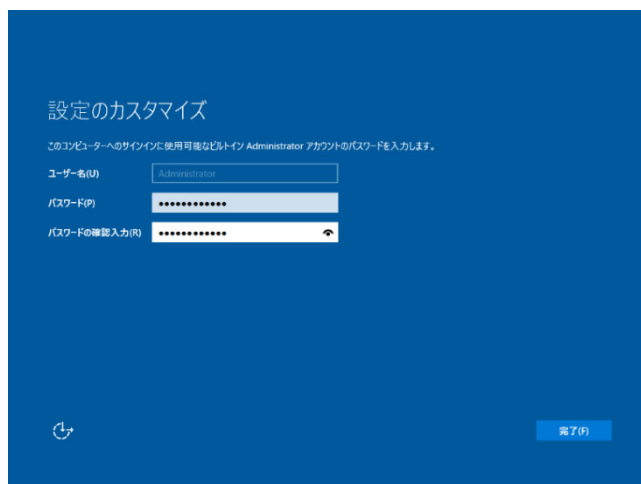 設定のカスタマイズ
このコンピューターへのサインインに使用可能なビルトイン Administrator アカウントのパスワードを入力します。
ユーザー名(U) Administrator
パスワード(P) ••••••••••••
パスワードの確認入力(R) ••••••••••••
完了(F)